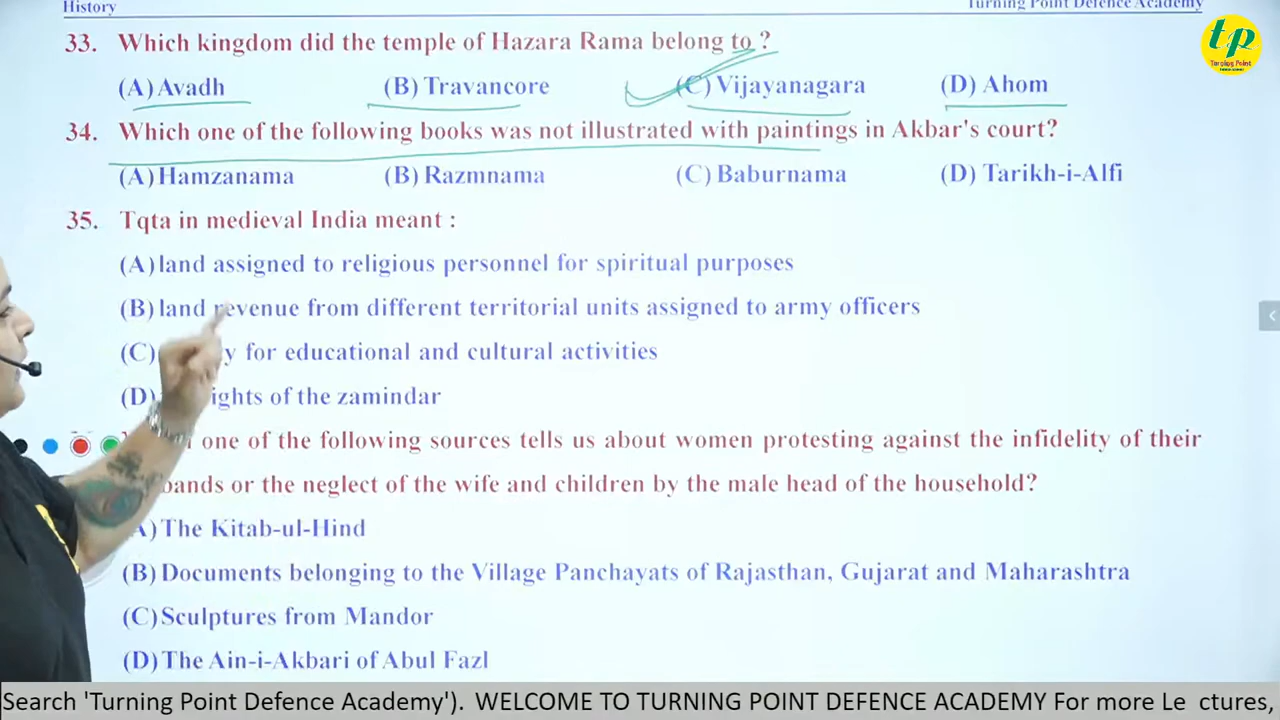 History
Turning Point Defence Academy
tp
Turning Point
33. Which kingdom did the temple of Hazara Rama belong to ?
(A) Avadh (B) Travancore (C) Vijayanagara (D) Ahom
34. Which one of the following books was not illustrated with paintings in Akbar's court?
(A) Hamzanama (B) Razmnama (C) Baburnama (D) Tarikh-i-Alfi
35. Tqta in medieval India meant :
(A) land assigned to religious personnel for spiritual purposes
(B) land revenue from different territorial units assigned to army officers
(C) for educational and cultural activities
(D) ights of the zamindar
one of the following sources tells us about women protesting against the infidelity of their
bands or the neglect of the wife and children by the male head of the household?
A) The Kitab-ul-Hind
(B) Documents belonging to the Village Panchayats of Rajasthan, Gujarat and Maharashtra
(C) Sculptures from Mandor
(D) The Ain-i-Akbari of Abul Fazl
Search 'Turning Point Defence Academy'). WELCOME TO TURNING POINT DEFENCE ACADEMY For more Le ctures,